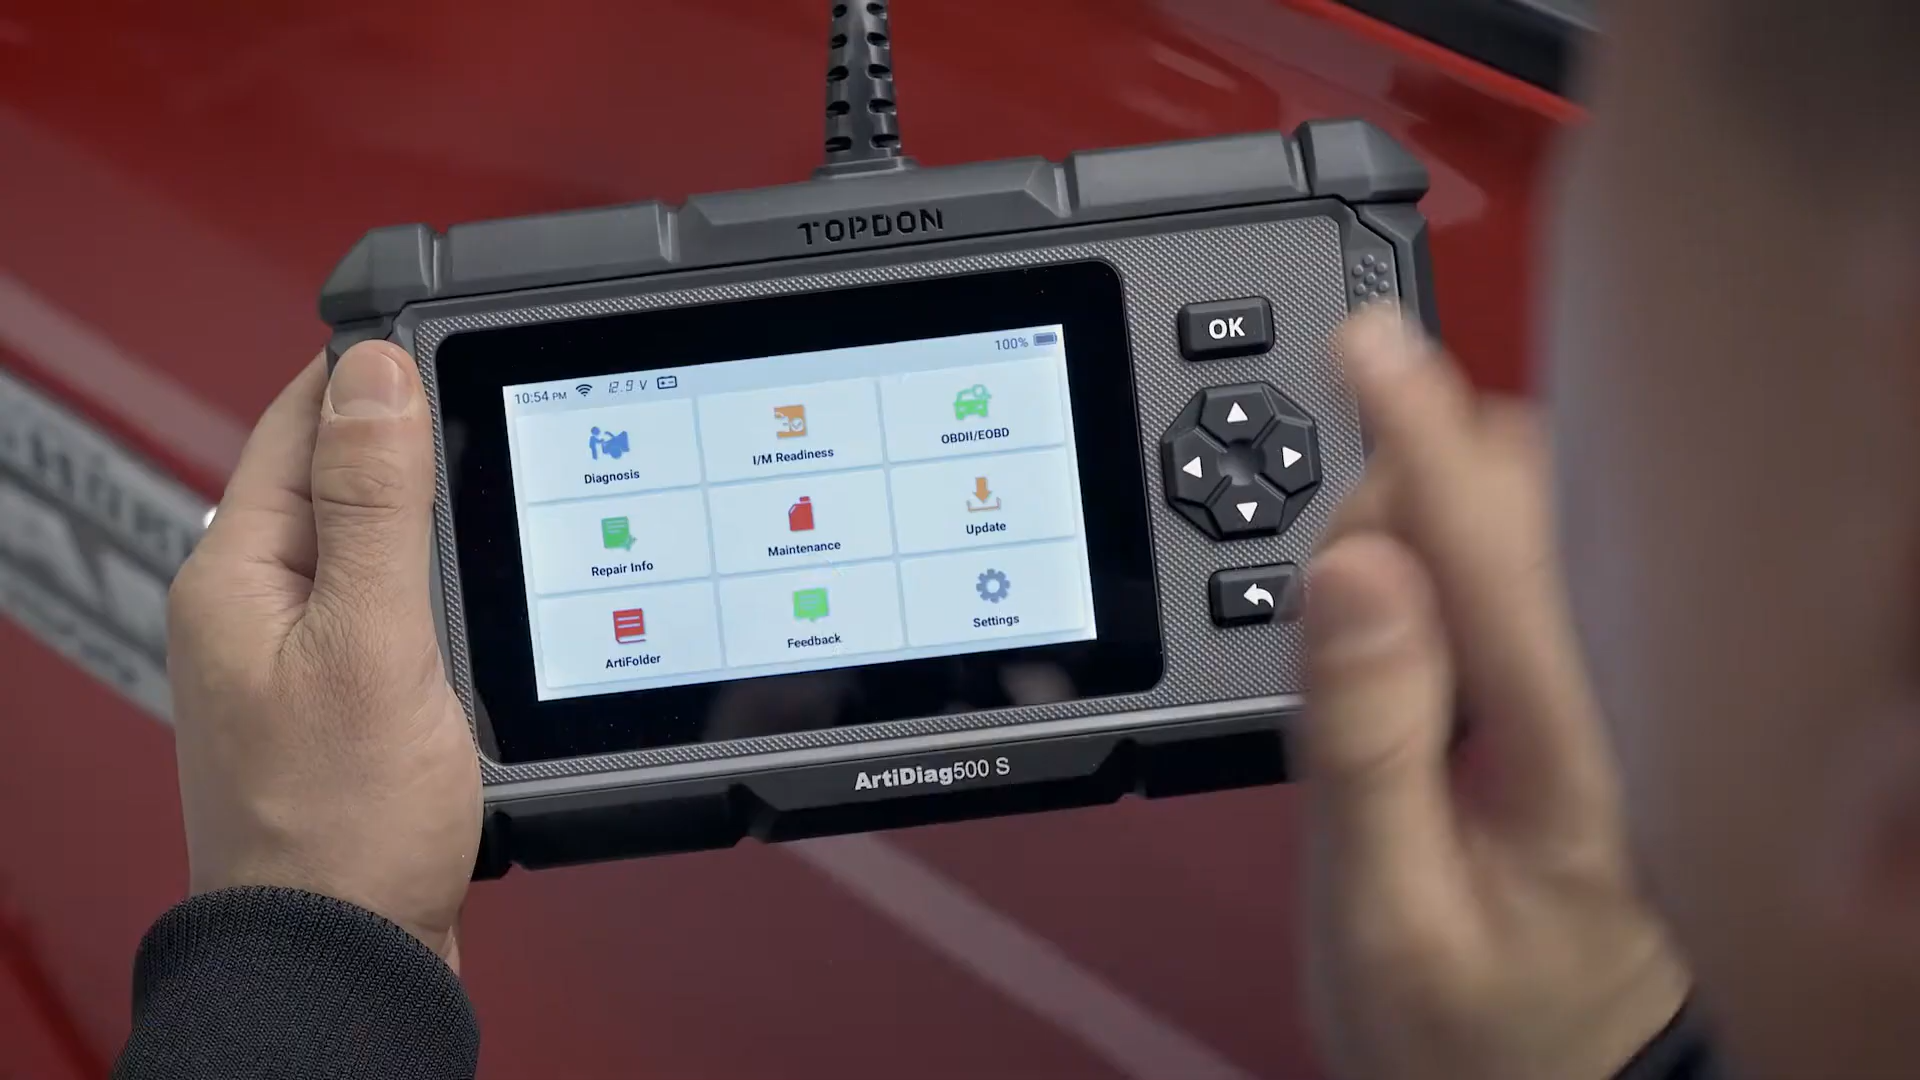 TOPDON
10:54 PM 12.9 V 100%
Diagnosis
I/M Readiness
OBDII/EOBD
Repair Info
Maintenance
Update
ArtiFolder
Feedback
Settings
OK
ArtiDiag500 S